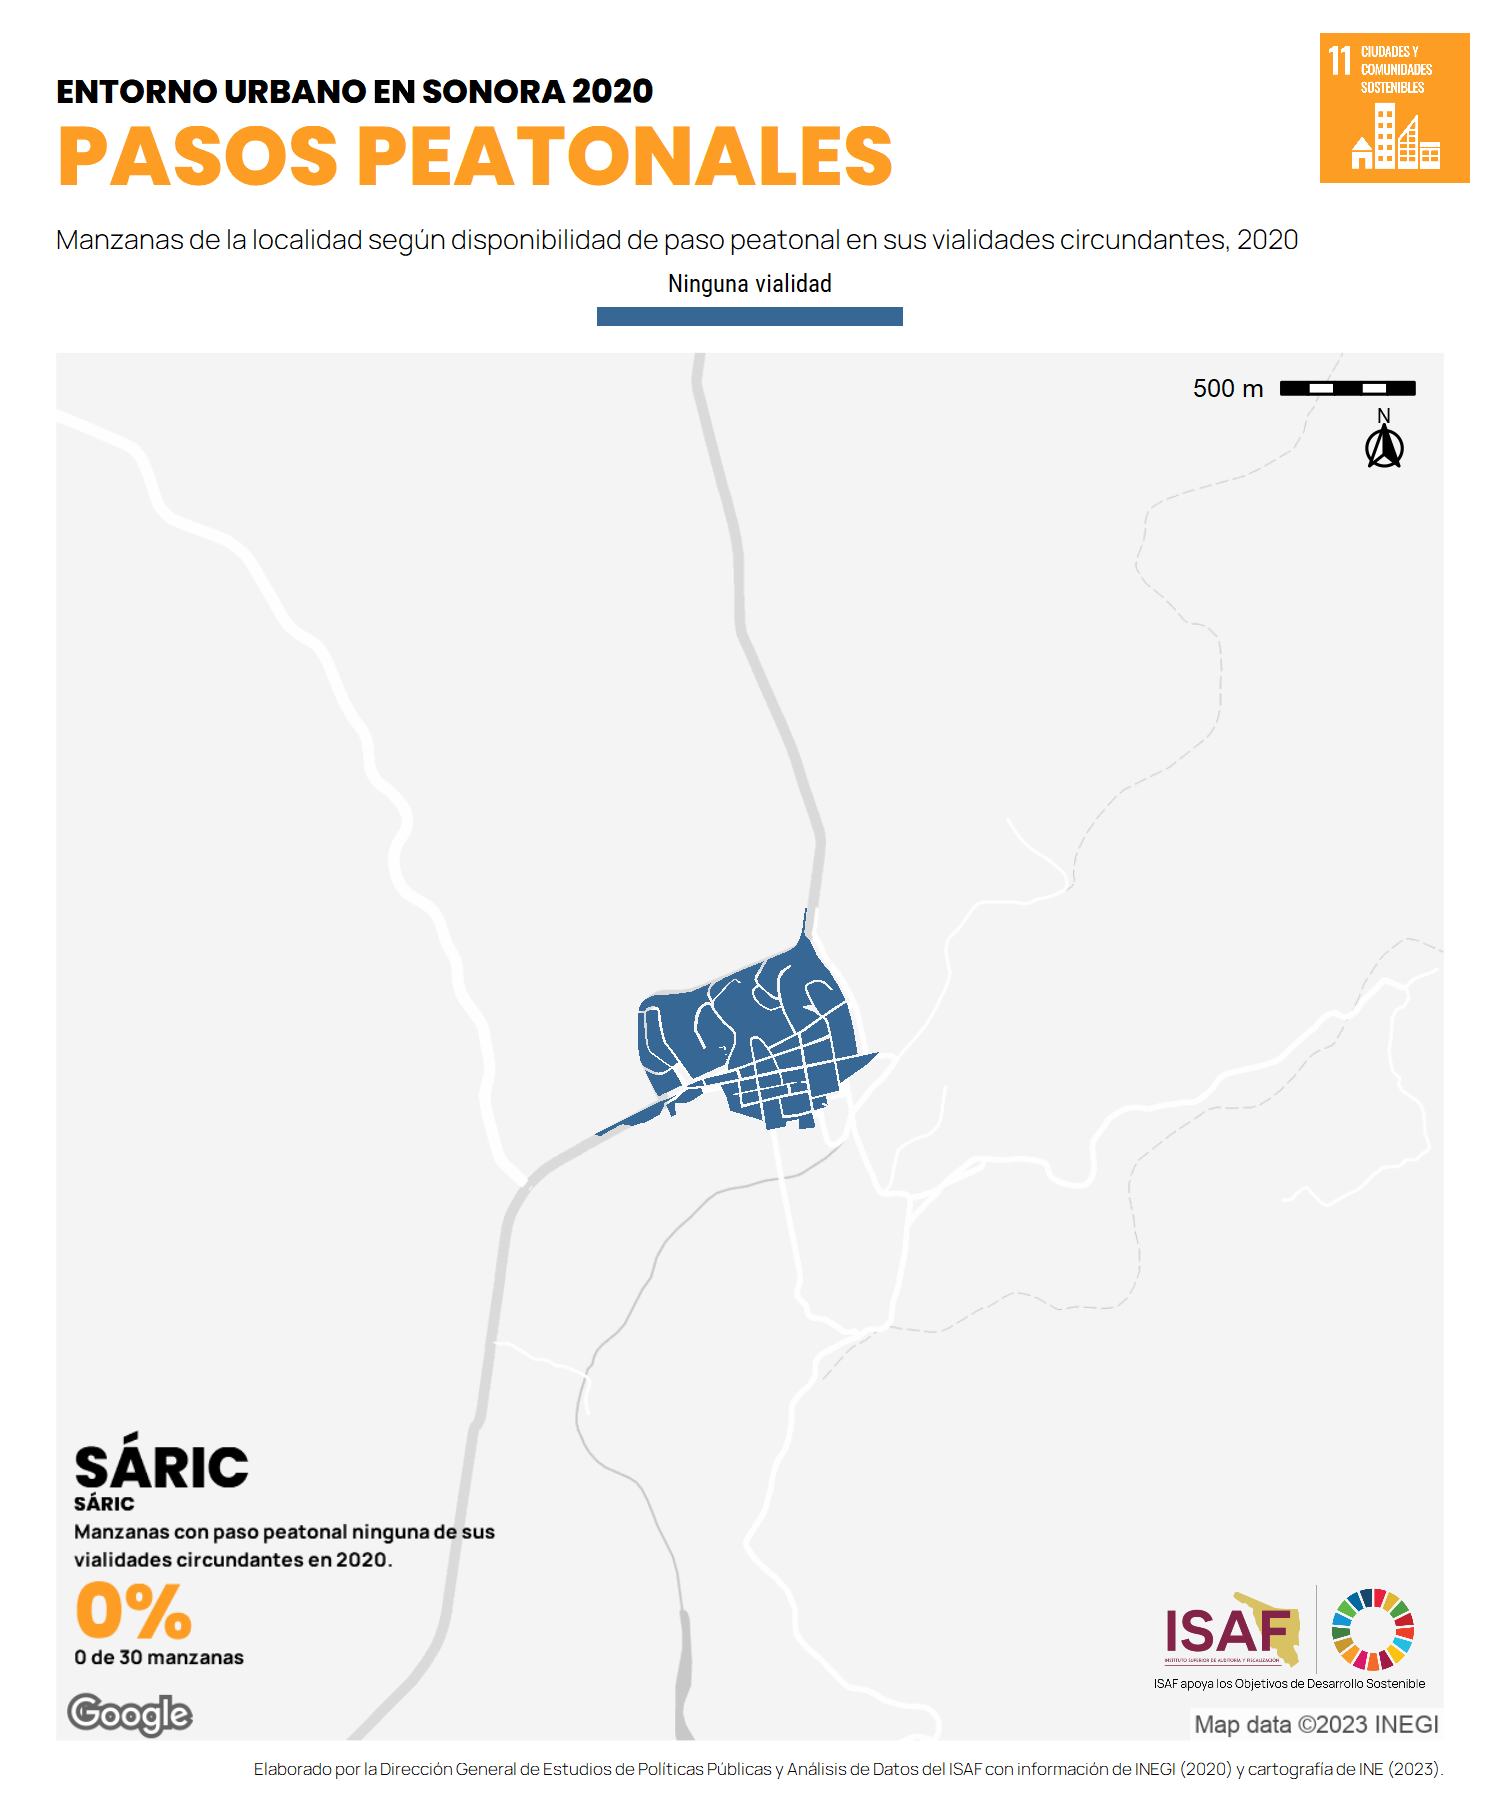 11 CIUDADES Y
COMUNIDADES
SOSTENIBLES
ENTORNO URBANO EN SONORA 2020
PASOS PEATONALES
Manzanas de la localidad según disponibilidad de paso peatonal en sus vialidades circundantes, 2020
Ninguna vialidad
500 m
N
SÁRIC
SÁRIC
Manzanas con paso peatonal ninguna de sus
vialidades circundantes en 2020.
0%
0 de 30 manzanas
Google
ISAF
INSTITUTO SUPERIOR DE AUDITORÍA Y FISCALIZACIÓN
ISAF apoya los Objetivos de Desarrollo Sostenible
Map data ©2023 INEGI
Elaborado por la Dirección General de Estudios de Políticas Públicas y Análisis de Datos del ISAF con información de INEGI (2020) y cartografía de INE (2023).